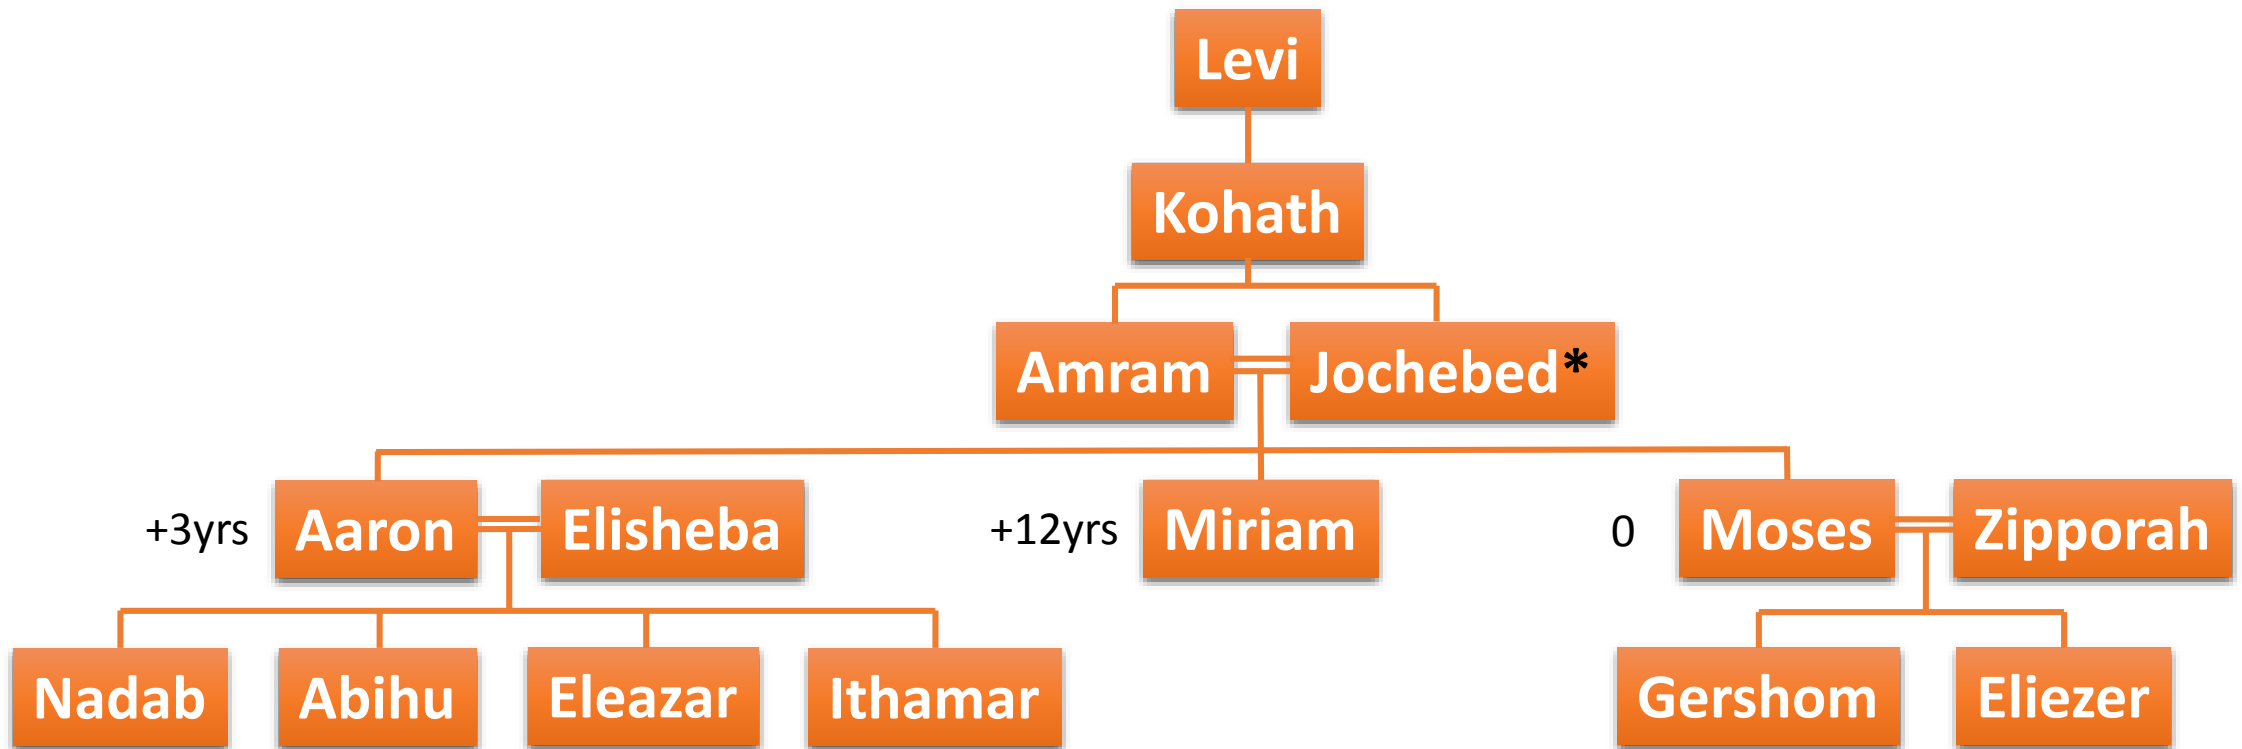 Levi
Kohath
Amram
Jochebed*
+3yrs
Aaron
Elisheba
+12yrs
Miriam
0
Moses
Zipporah
Nadab
Abihu
Eleazar
Ithamar
Gershom
Eliezer